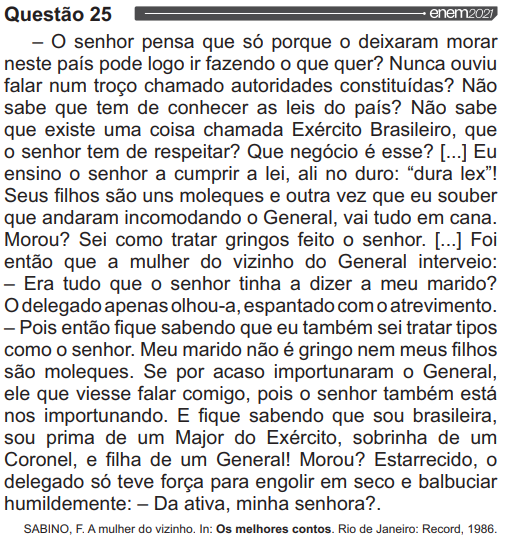 Questão 25 enem2021
– O senhor pensa que só porque o deixaram morar
neste país pode logo ir fazendo o que quer? Nunca ouviu
falar num troço chamado autoridades constituídas? Não
sabe que tem de conhecer as leis do país? Não sabe
que existe uma coisa chamada Exército Brasileiro, que
o senhor tem de respeitar? Que negócio é esse? [...] Eu
ensino o senhor a cumprir a lei, ali no duro: “dura lex”!
Seus filhos são uns moleques e outra vez que eu souber
que andaram incomodando o General, vai tudo em cana.
Morou? Sei como tratar gringos feito o senhor. [...] Foi
então que a mulher do vizinho do General interveio:
– Era tudo que o senhor tinha a dizer a meu marido?
O delegado apenas olhou-a, espantado com o atrevimento.
– Pois então fique sabendo que eu também sei tratar tipos
como o senhor. Meu marido não é gringo nem meus filhos
são moleques. Se por acaso importunaram o General,
ele que viesse falar comigo, pois o senhor também está
nos importunando. E fique sabendo que sou brasileira,
sou prima de um Major do Exército, sobrinha de um
Coronel, e filha de um General! Morou? Estarrecido, o
delegado só teve força para engolir em seco e balbuciar
humildemente: – Da ativa, minha senhora?.
SABINO, F. A mulher do vizinho. In: Os melhores contos. Rio de Janeiro: Record, 1986.